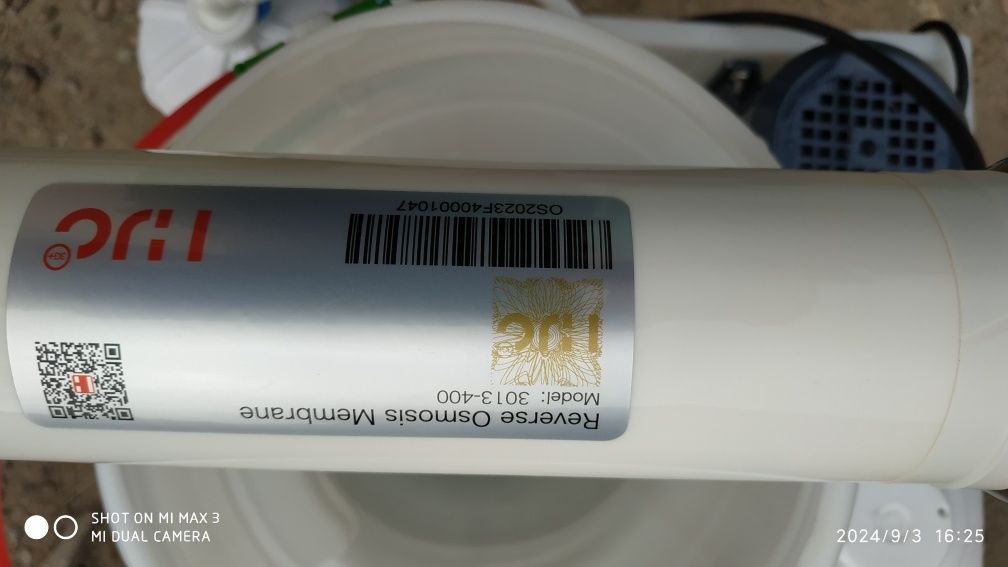 Reverse Osmosis Membrane
Model: 3013-400
OS2023F40001047
3G+
SHOT ON MI MAX 3
MI DUAL CAMERA
2024/9/3 16:25